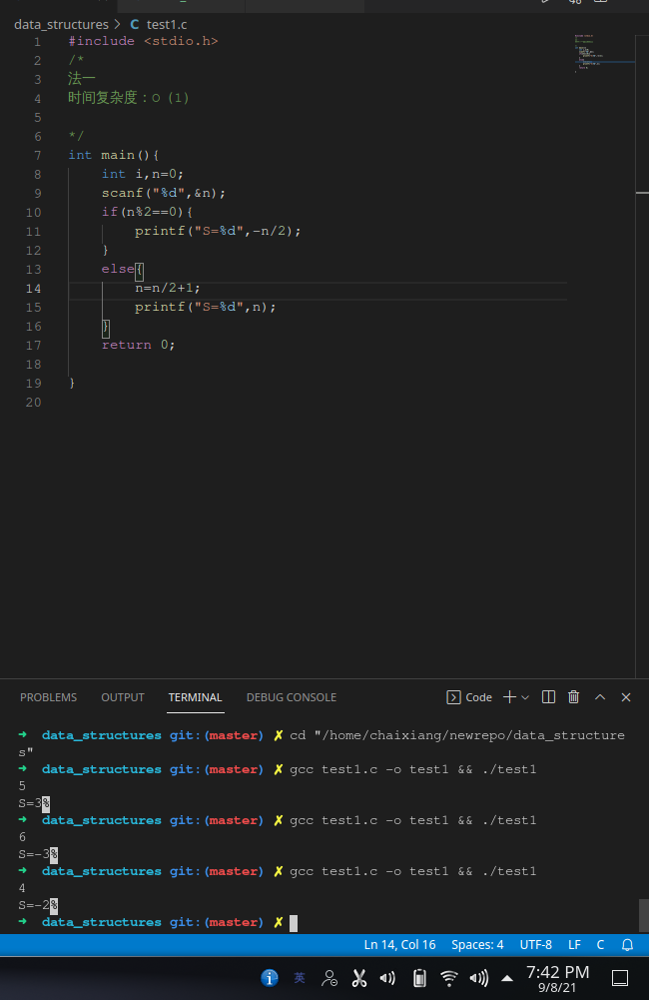 data_structures > C test1.c
1 #include <stdio.h>
2 /*
3 法一
4 时间复杂度：O (1)
5
6 */
7 int main(){
8 int i,n=0;
9 scanf("%d",&n);
10 if(n%2==0){
11 printf("S=%d",-n/2);
12 }
13 else{
14 n=n/2+1;
15 printf("S=%d",n);
16 }
17 return 0;
18
19 }
20
PROBLEMS OUTPUT TERMINAL DEBUG CONSOLE Code
➜ data_structures git:(master) ✗ cd "/home/chaixiang/newrepo/data_structure
s"
➜ data_structures git:(master) ✗ gcc test1.c -o test1 && ./test1
5
S=3%
➜ data_structures git:(master) ✗ gcc test1.c -o test1 && ./test1
6
S=-3%
➜ data_structures git:(master) ✗ gcc test1.c -o test1 && ./test1
4
S=-2%
➜ data_structures git:(master) ✗
Ln 14, Col 16 Spaces: 4 UTF-8 LF C
英 7:42 PM
9/8/21